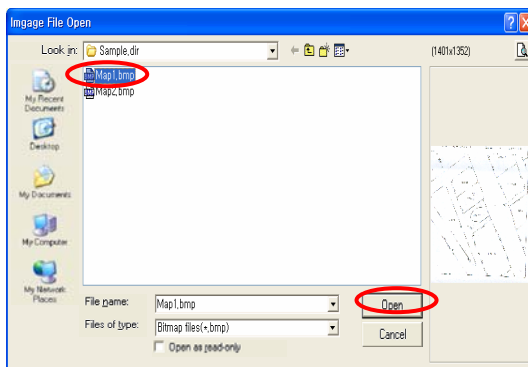 Imgage File Open
Look in: Sample,dir
(1401x1352)
Map1,bmp
Map2,bmp
My Recent
Documents
Desktop
My Documents
My Computer
My Network
Places
File name: Map1,bmp
Open
Files of type: Bitmap files(*,bmp)
Cancel
Open as read-only